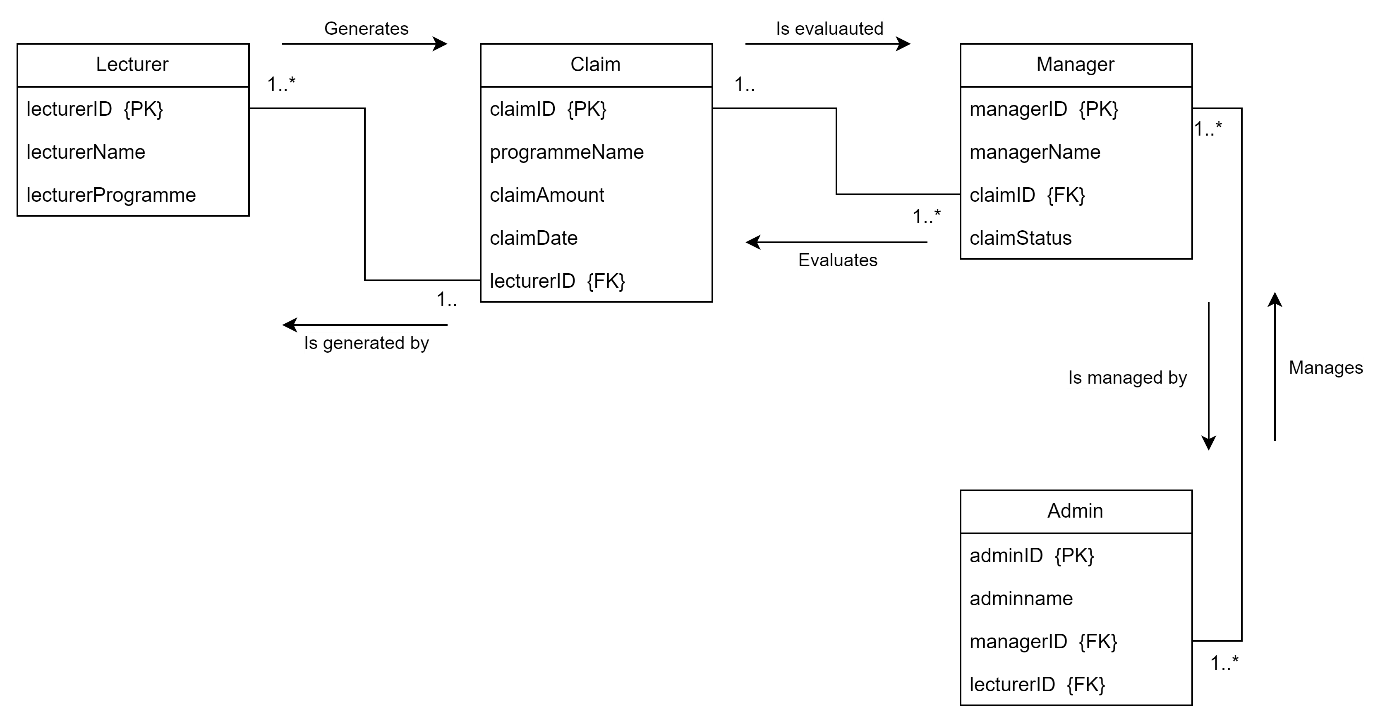 Generates
Is evaluauted
Lecturer
Claim
Manager
1..*
1..
lecturerID {PK}
claimID {PK}
managerID {PK}
1..*
lecturerName
programmeName
managerName
lecturerProgramme
claimAmount
claimID {FK}
1..*
claimDate
claimStatus
Evaluates
lecturerID {FK}
1..
Is generated by
Is managed by
Manages
Admin
adminID {PK}
adminname
managerID {FK}
1..*
lecturerID {FK}